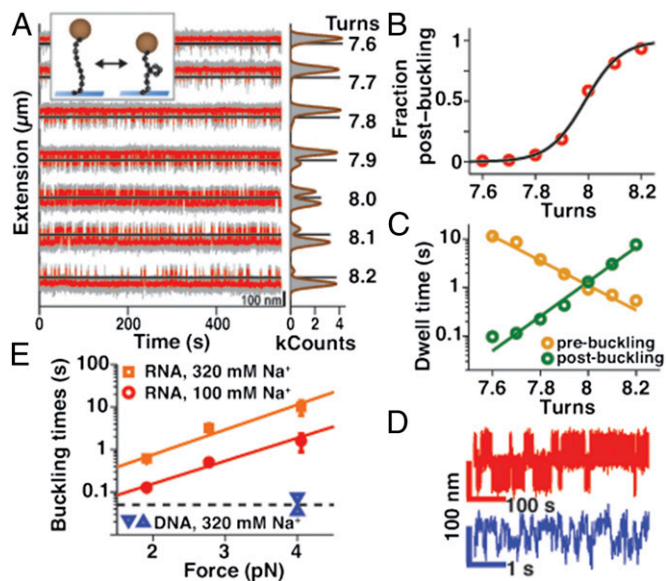 A
Turns
7.6
7.7
7.8
7.9
8.0
8.1
8.2
Extension (μm)
100 nm
0 200 400
Time (s)
0 2 4
kCounts
B
Fraction
post-buckling
1
0.5
0
7.6 7.8 8 8.2
Turns
C
Dwell time (s)
10
1
0.1
pre-buckling
post-buckling
7.6 7.8 8.0 8.2
Turns
D
100 nm
100 s
1 s
E
Buckling times (s)
100
10
1
0.1
RNA, 320 mM Na⁺
RNA, 100 mM Na⁺
DNA, 320 mM Na⁺
2 3 4
Force (pN)